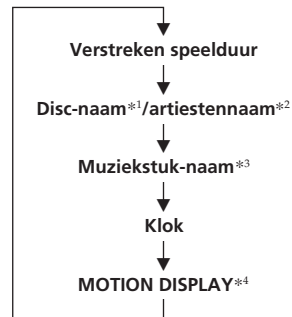 Verstreken speelduur
Disc-naam*1/artiestennaam*2
Muziekstuk-naam*3
Klok
MOTION DISPLAY*4